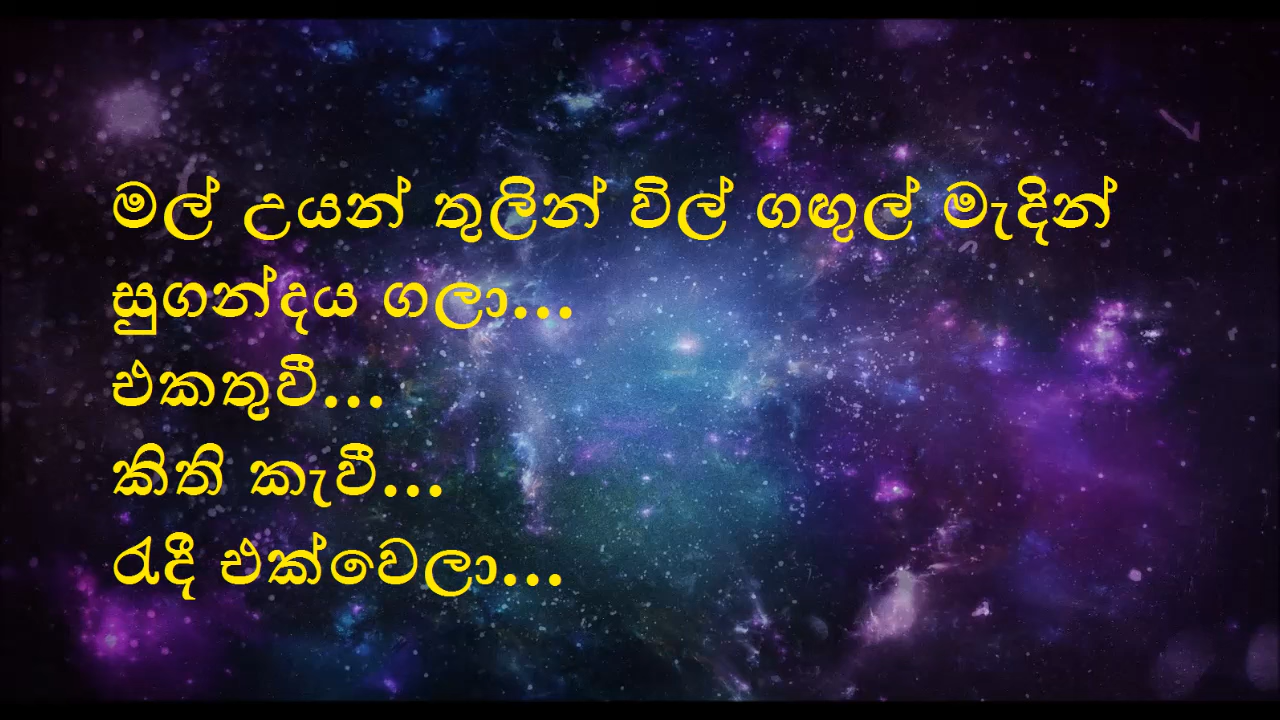 මල් උයන් තුලින් විල් ගඟුල් මැදින්
සුගන්දය ගලා...
එකතුවී...
කිති කැවී...
රැදී එක්වෙලා...